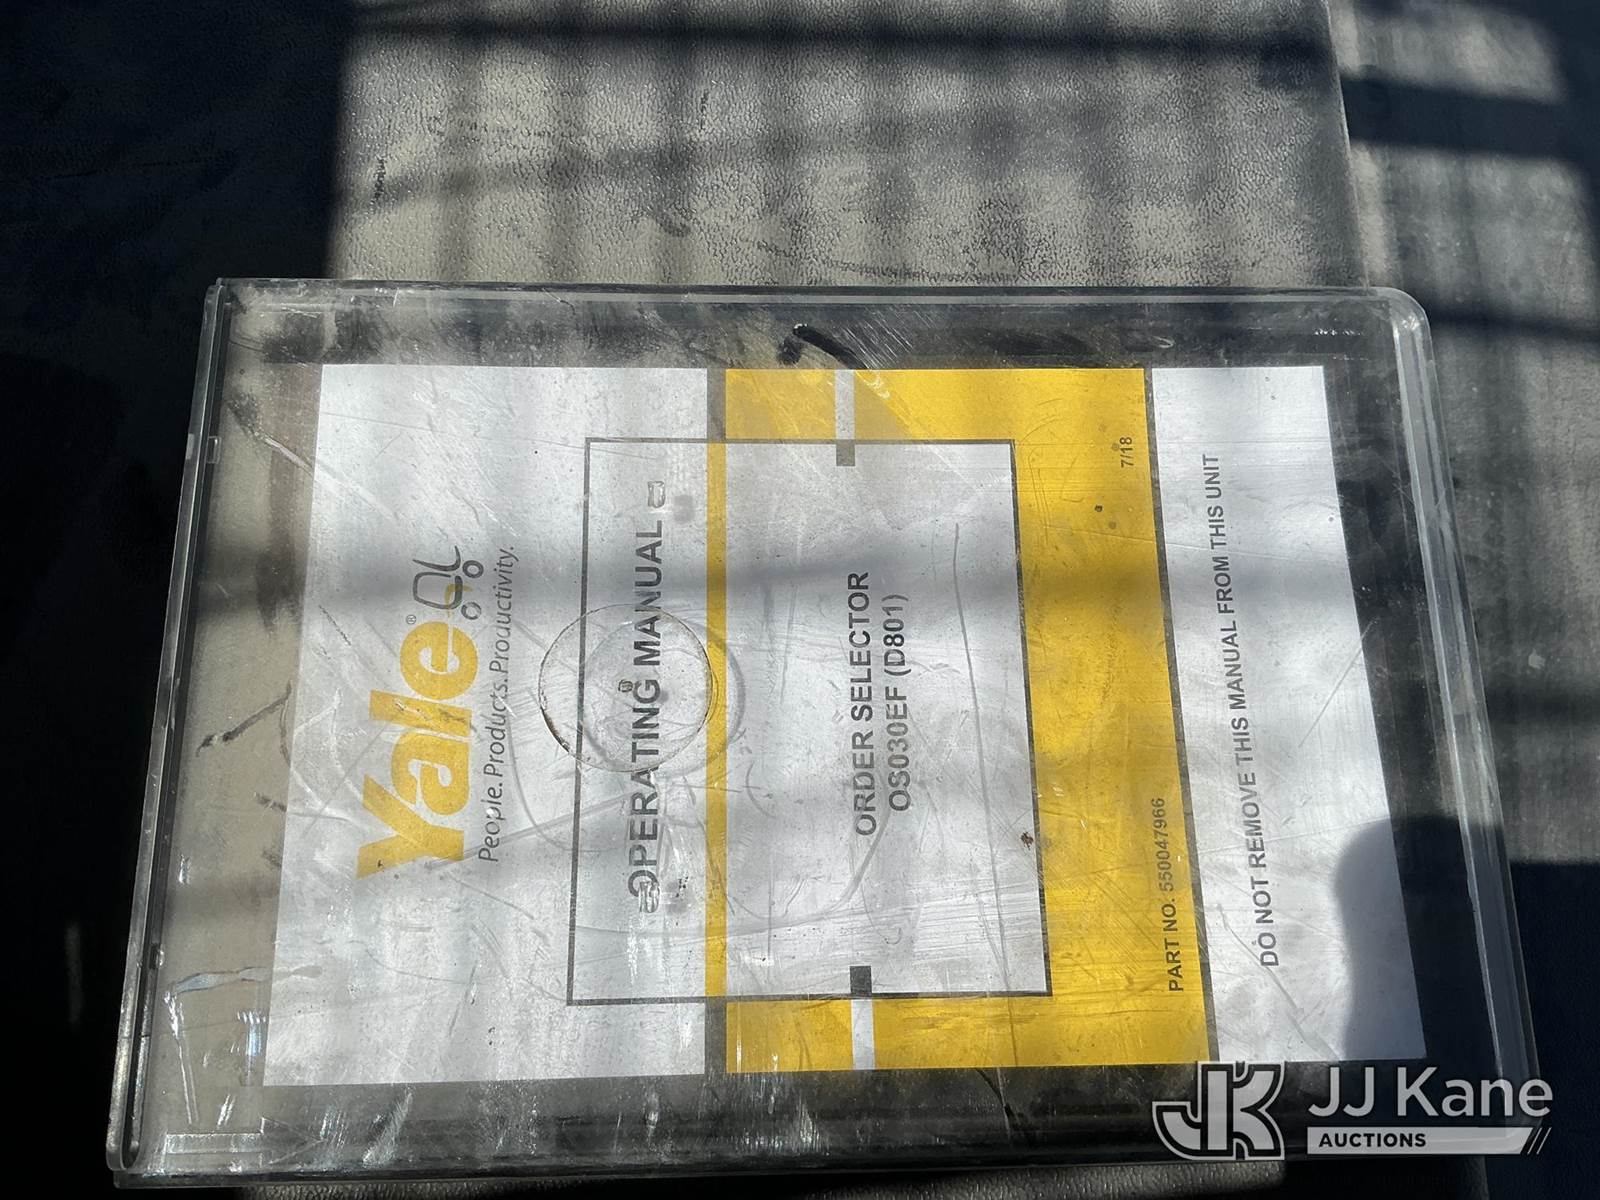 Yale®
People. Products. Productivity.
OPERATING MANUAL
ORDER SELECTOR
OS030EF (D801)
PART NO. 550047966
7/18
DO NOT REMOVE THIS MANUAL FROM THIS UNIT
JJ Kane
AUCTIONS